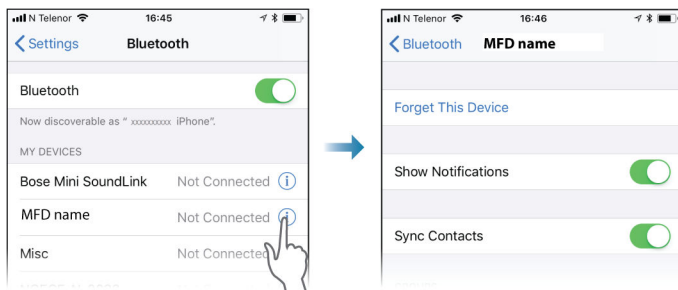 N Telenor 16:45
Settings Bluetooth
Bluetooth
Now discoverable as “ xxxxxxxxxx iPhone”.
MY DEVICES
Bose Mini SoundLink Not Connected i
MFD name Not Connected i
Misc Not Connected
N Telenor 16:46
Bluetooth MFD name
Forget This Device
Show Notifications
Sync Contacts